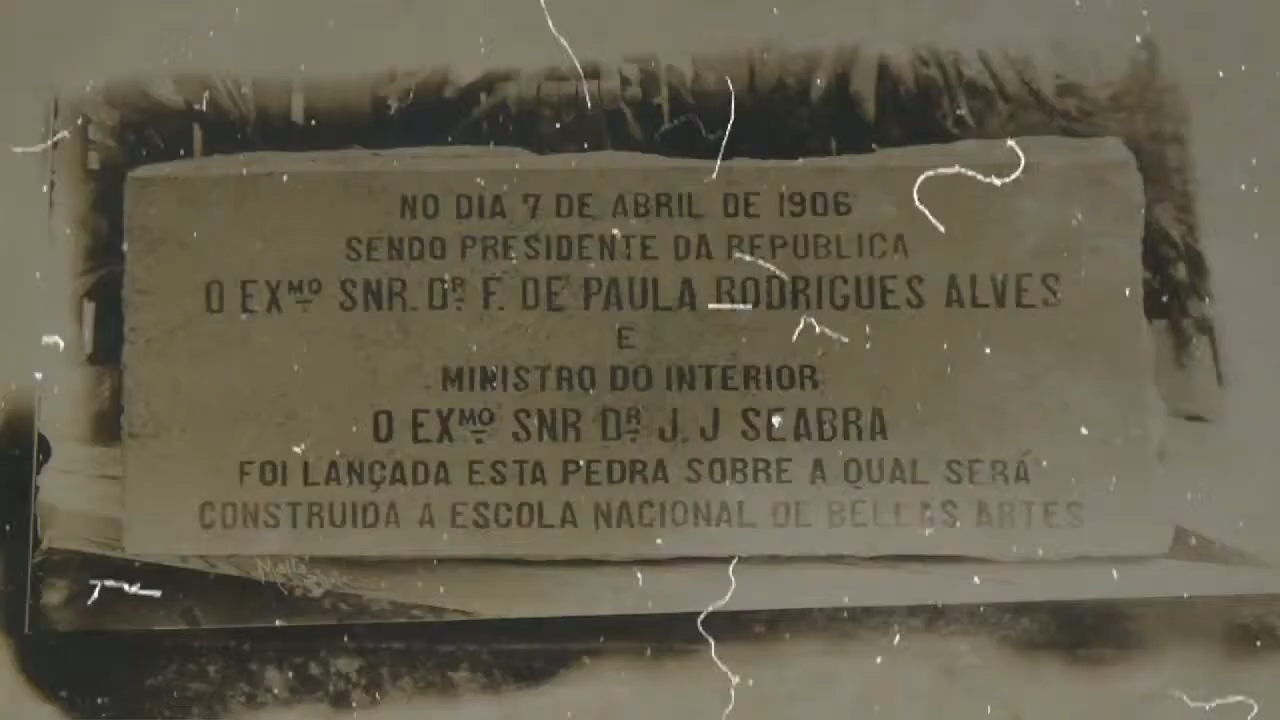 NO DIA 7 DE ABRIL DE 1906
SENDO PRESIDENTE DA REPUBLICA
O EXᴹᴼ SNR. Dᴿ F. DE PAULA RODRIGUES ALVES
E
MINISTRO DO INTERIOR
O EXᴹᴼ SNR Dᴿ J. J SEABRA
FOI LANÇADA ESTA PEDRA SOBRE A QUAL SERÁ
CONSTRUIDA A ESCOLA NACIONAL DE BELLAS ARTES
Malta